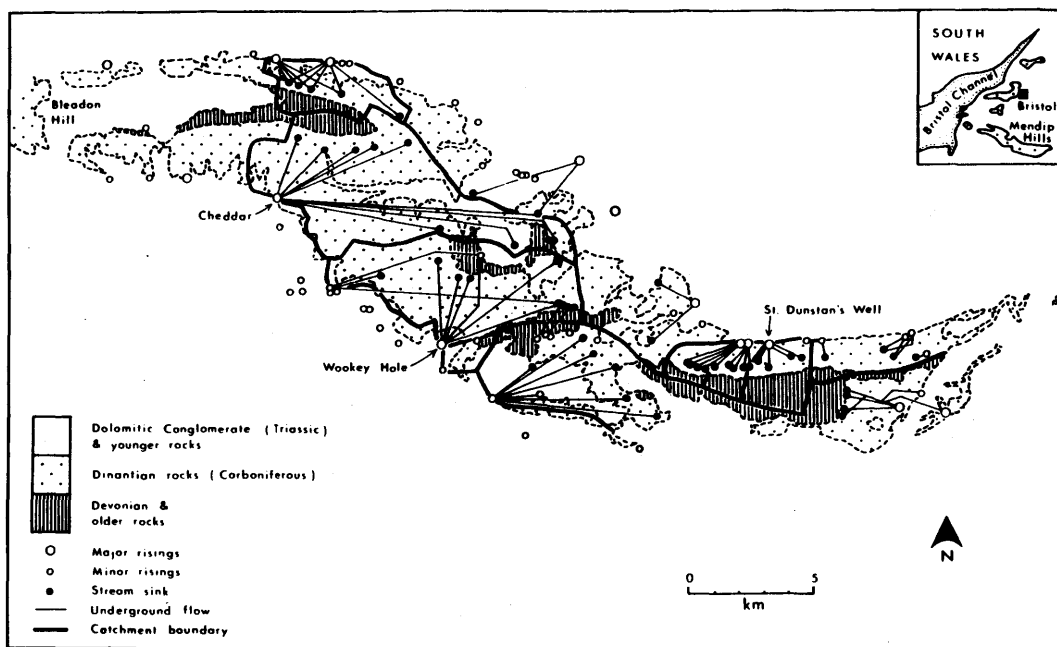 SOUTH
WALES
Bristol Channel
Bristol
Mendip
Hills
Bleadon
Hill
Cheddar
St. Dunstan's Well
Wookey Hole
Dolomitic Conglomerate (Triassic)
& younger rocks
Dinantian rocks (Carboniferous)
Devonian &
older rocks
Major risings
Minor risings
Stream sink
Underground flow
Catchment boundary
N
0 5
km